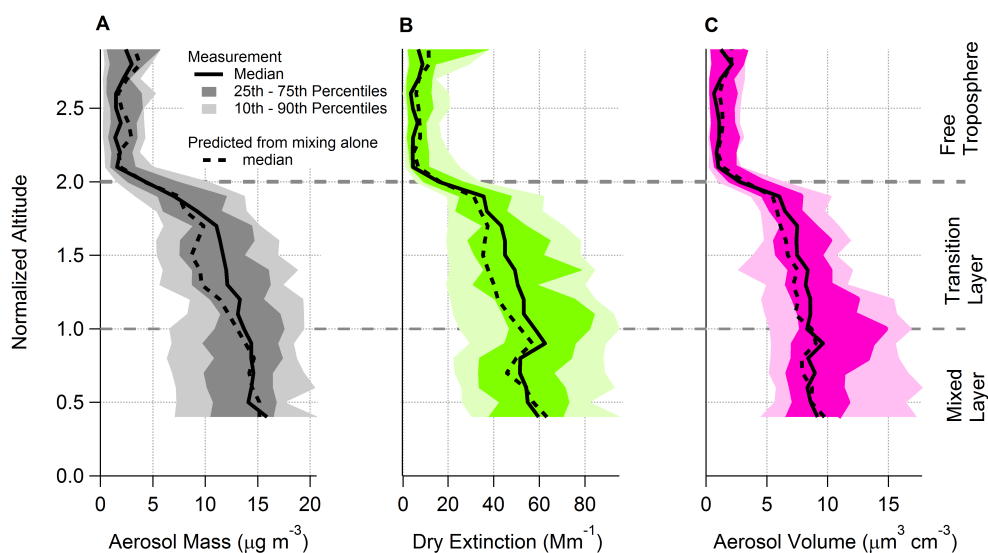 A
B
C
Measurement
Median
25th - 75th Percentiles
10th - 90th Percentiles
Predicted from mixing alone
median
Normalized Altitude
2.5
2.0
1.5
1.0
0.5
0.0
Free
Troposphere
Transition
Layer
Mixed
Layer
0 5 10 15 20
0 20 40 60 80
0 5 10 15
Aerosol Mass (µg m⁻³)
Dry Extinction (Mm⁻¹)
Aerosol Volume (µm³ cm⁻³)